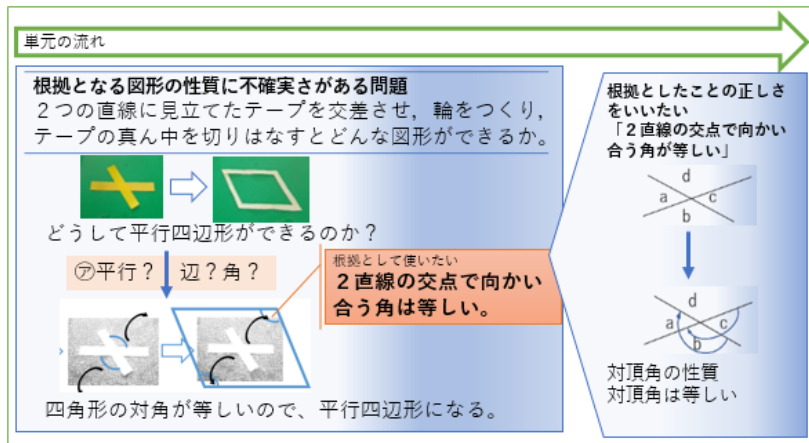 単元の流れ
根拠となる図形の性質に不確実さがある問題
２つの直線に見立てたテープを交差させ，輪をつくり，
テープの真ん中を切りはなすとどんな図形ができるか。
どうして平行四辺形ができるのか？
㋐平行？　辺？角？
根拠として使いたい
２直線の交点で向かい
合う角は等しい。
四角形の対角が等しいので、平行四辺形になる。
根拠としたことの正しさ
をいいたい
「２直線の交点で向かい
合う角が等しい」
d
a c
b
d
a c
b
対頂角の性質
対頂角は等しい